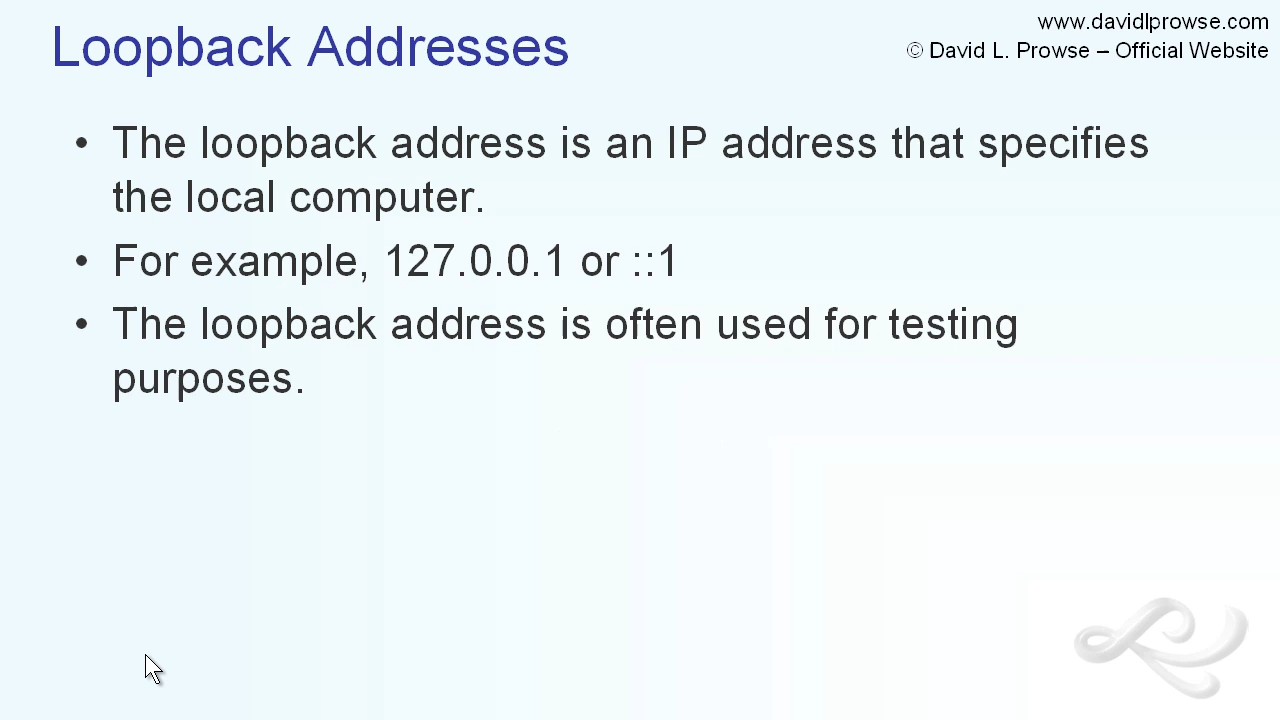 Loopback Addresses
www.davidlprowse.com
© David L. Prowse – Official Website
• The loopback address is an IP address that specifies
the local computer.
• For example, 127.0.0.1 or ::1
• The loopback address is often used for testing
purposes.